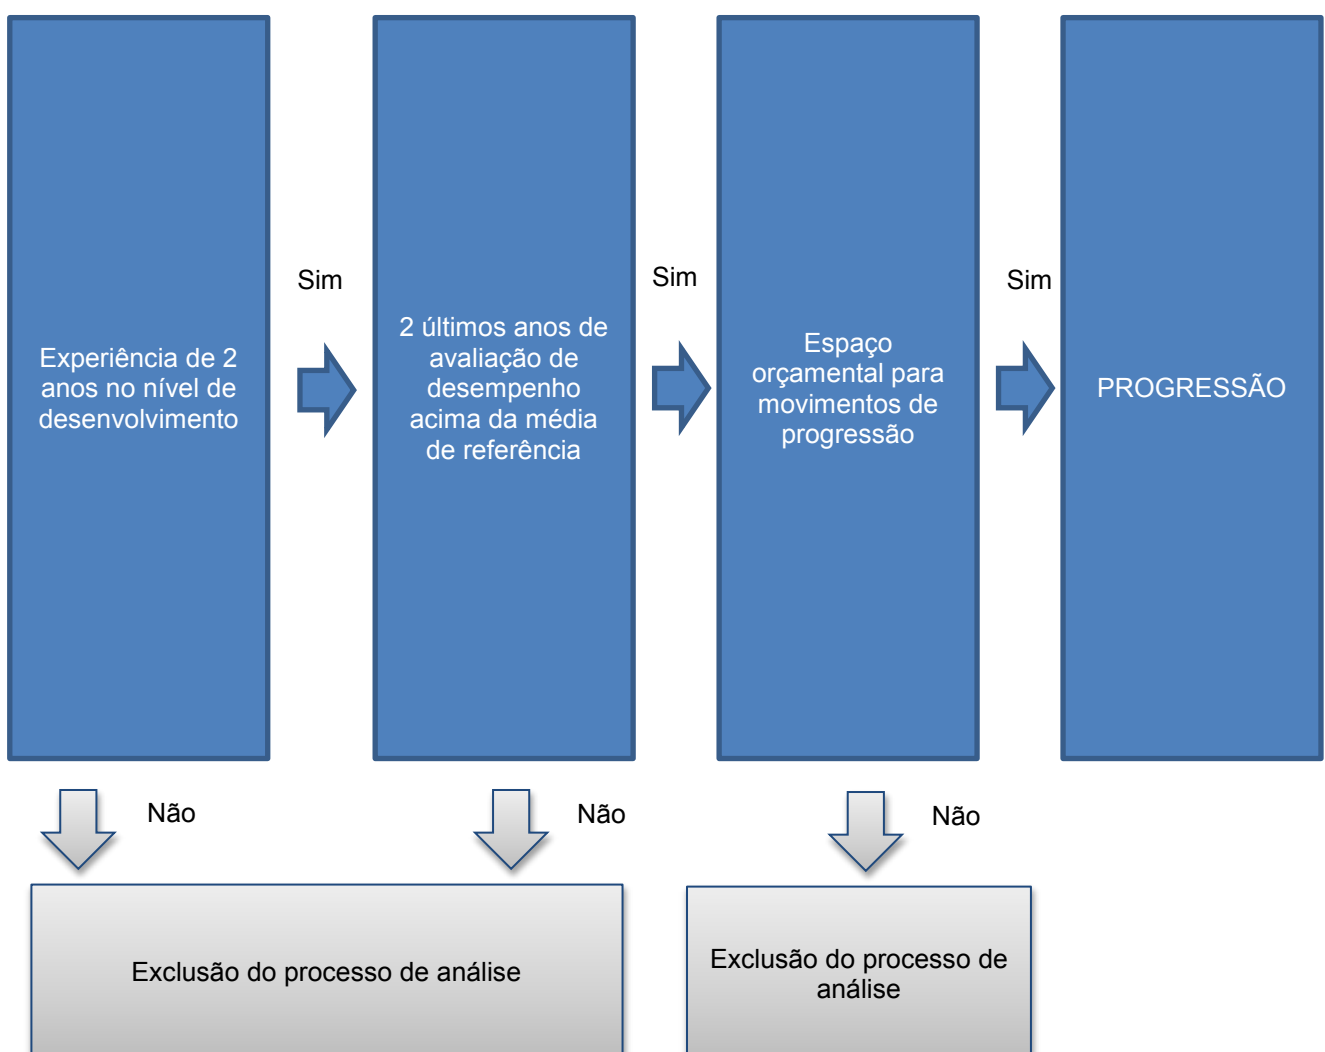 Experiência de 2
anos no nível de
desenvolvimento
Sim
2 últimos anos de
avaliação de
desempenho
acima da média
de referência
Sim
Espaço
orçamental para
movimentos de
progressão
Sim
PROGRESSÃO
Não
Não
Não
Exclusão do processo de análise
Exclusão do processo de
análise